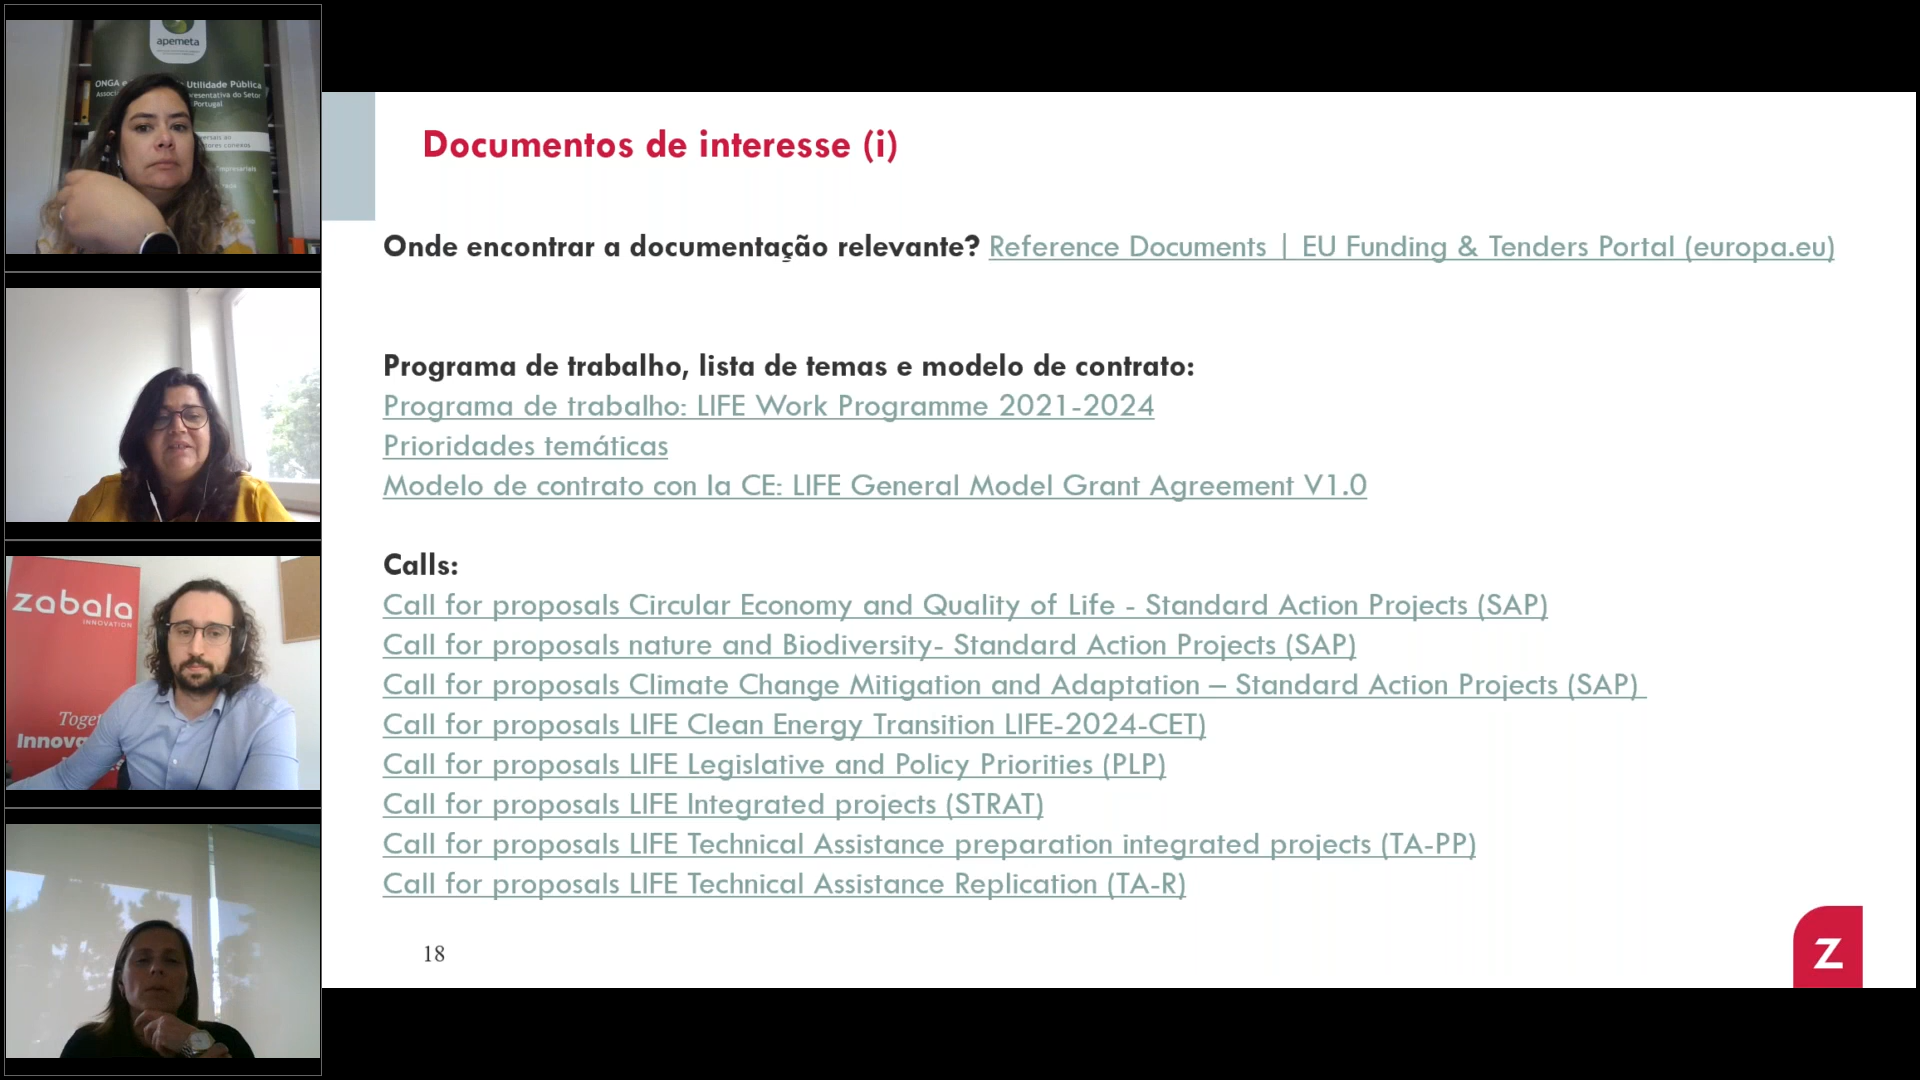 apemeta
ONGA e
Utilidade Pública
Portugal
zabala
INNOVATION
Documentos de interesse (i)
Onde encontrar a documentação relevante? Reference Documents | EU Funding & Tenders Portal (europa.eu)
Programa de trabalho, lista de temas e modelo de contrato:
Programa de trabalho: LIFE Work Programme 2021-2024
Prioridades temáticas
Modelo de contrato con la CE: LIFE General Model Grant Agreement V1.0
Calls:
Call for proposals Circular Economy and Quality of Life - Standard Action Projects (SAP)
Call for proposals nature and Biodiversity- Standard Action Projects (SAP)
Call for proposals Climate Change Mitigation and Adaptation – Standard Action Projects (SAP)
Call for proposals LIFE Clean Energy Transition LIFE-2024-CET)
Call for proposals LIFE Legislative and Policy Priorities (PLP)
Call for proposals LIFE Integrated projects (STRAT)
Call for proposals LIFE Technical Assistance preparation integrated projects (TA-PP)
Call for proposals LIFE Technical Assistance Replication (TA-R)
18
z